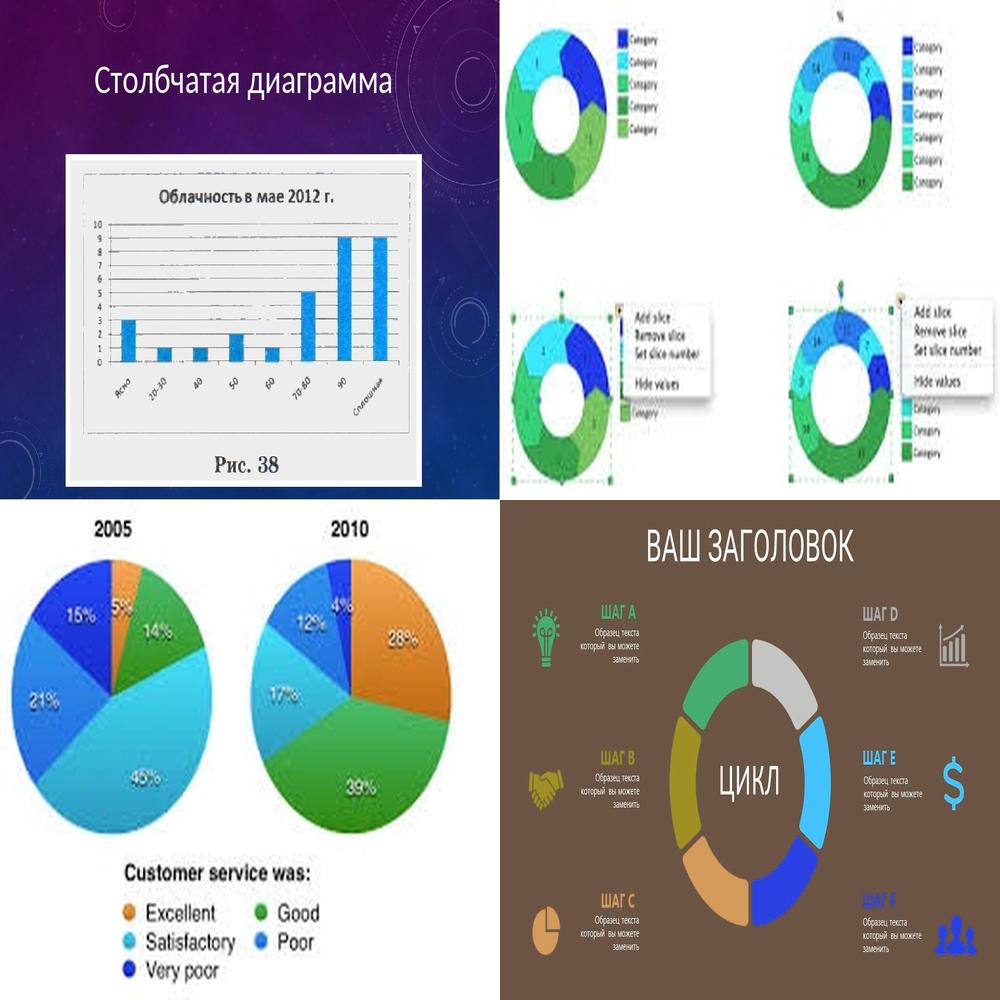 Столбчатая диаграмма
Облачность в мае 2012 г.
10
9
8
7
6
5
4
3
2
1
0
Ясно
20-30
40
50
60
70-80
90
Сплошная
Рис. 38
Category
Category
Category
Category
Category
%
Category
Category
Category
Category
Category
Category
Category
Add slice
Remove slice
Set slice number
Hide values
Category
Add slice
Remove slice
Set slice number
Hide values
Category
Category
Category
2005
2010
15%
5%
14%
21%
45%
12%
4%
28%
17%
39%
Customer service was:
Excellent
Good
Satisfactory
Poor
Very poor
ВАШ ЗАГОЛОВОК
ШАГ A
Образец текста
который вы можете
заменить
ШАГ B
Образец текста
который вы можете
заменить
ШАГ C
Образец текста
который вы можете
заменить
ЦИКЛ
ШАГ D
Образец текста
который вы можете
заменить
ШАГ E
Образец текста
который вы можете
заменить
ШАГ F
Образец текста
который вы можете
заменить